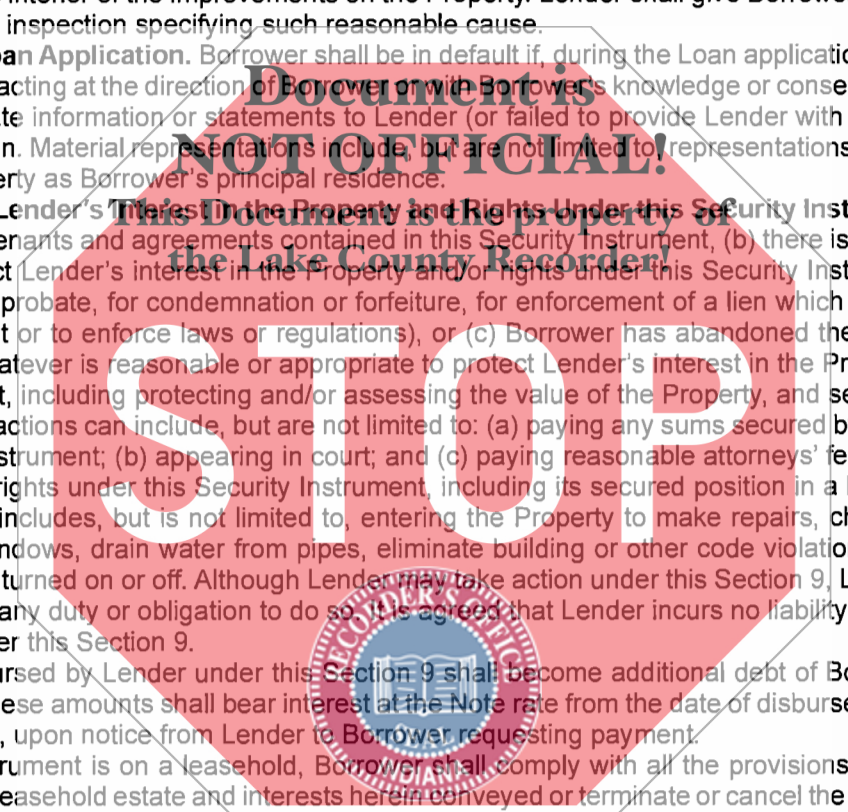 inspection specifying such reasonable cause.
an Application. Borrower shall be in default if, during the Loan applicatio
acting at the direction of Borrower or with Borrower's knowledge or conse
te information or statements to Lender (or failed to provide Lender with
n. Material representations include, but are not limited to, representations
erty as Borrower's principal residence.
Lender's Interest in the Property and Rights Under this Security Inst
enants and agreements contained in this Security Instrument, (b) there is
ct Lender's interest in the Property and/or rights under this Security Inst
probate, for condemnation or forfeiture, for enforcement of a lien which
t or to enforce laws or regulations), or (c) Borrower has abandoned the
atever is reasonable or appropriate to protect Lender's interest in the Pr
t, including protecting and/or assessing the value of the Property, and se
actions can include, but are not limited to: (a) paying any sums secured b
strument; (b) appearing in court; and (c) paying reasonable attorneys' fe
rights under this Security Instrument, including its secured position in a
includes, but is not limited to, entering the Property to make repairs, ch
ndows, drain water from pipes, eliminate building or other code violatio
turned on or off. Although Lender may take action under this Section 9, L
any duty or obligation to do so. It is agreed that Lender incurs no liability
er this Section 9.
ursed by Lender under this Section 9 shall become additional debt of Bo
ese amounts shall bear interest at the Note rate from the date of disburse
, upon notice from Lender to Borrower requesting payment.
rument is on a leasehold, Borrower shall comply with all the provisions
easehold estate and interests herein conveyed or terminate or cancel the
Document is
NOT OFFICIAL!
This Document is the property of
the Lake County Recorder!
STOP
RECORDER'S OFFICE
SEAL
INDIANA